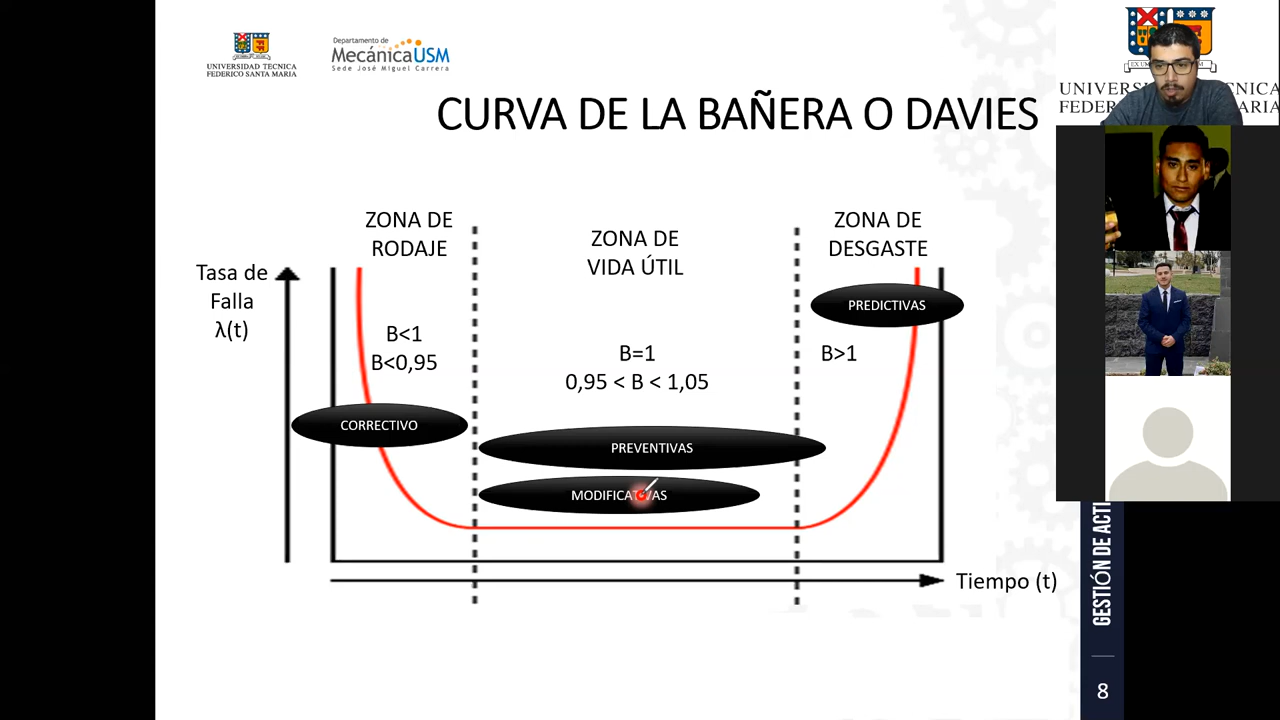 UNIVERSIDAD TECNICA
FEDERICO SANTA MARIA
Departamento de
MecánicaUSM
Sede José Miguel Carrera
CURVA DE LA BAÑERA O DAVIES
ZONA DE
RODAJE
ZONA DE
VIDA ÚTIL
ZONA DE
DESGASTE
Tasa de
Falla
λ(t)
B<1
B<0,95
B=1
0,95 < B < 1,05
B>1
PREDICTIVAS
CORRECTIVO
PREVENTIVAS
MODIFICATIVAS
Tiempo (t)
GESTIÓN DE
8